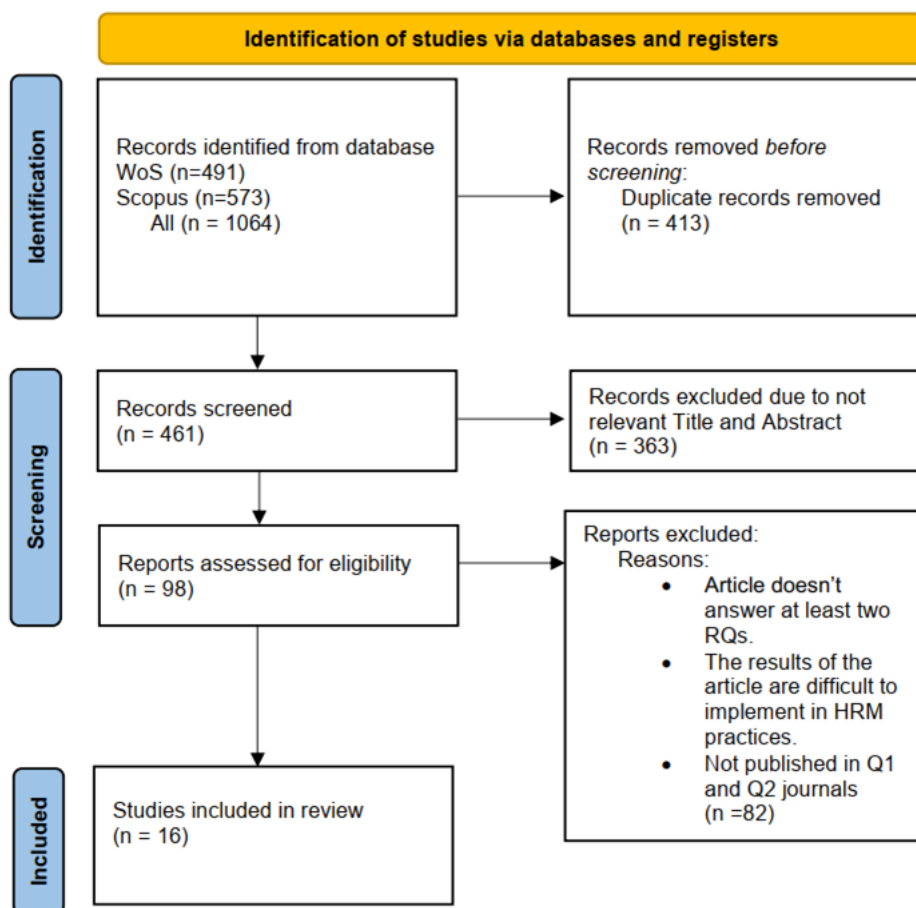 Identification of studies via databases and registers
Identification
Records identified from database
WoS (n=491)
Scopus (n=573)
All (n = 1064)
Records removed before
screening:
Duplicate records removed
(n = 413)
Screening
Records screened
(n = 461)
Records excluded due to not
relevant Title and Abstract
(n = 363)
Reports assessed for eligibility
(n = 98)
Reports excluded:
Reasons:
• Article doesn’t
answer at least two
RQs.
• The results of the
article are difficult to
implement in HRM
practices.
• Not published in Q1
and Q2 journals
(n =82)
Included
Studies included in review
(n = 16)